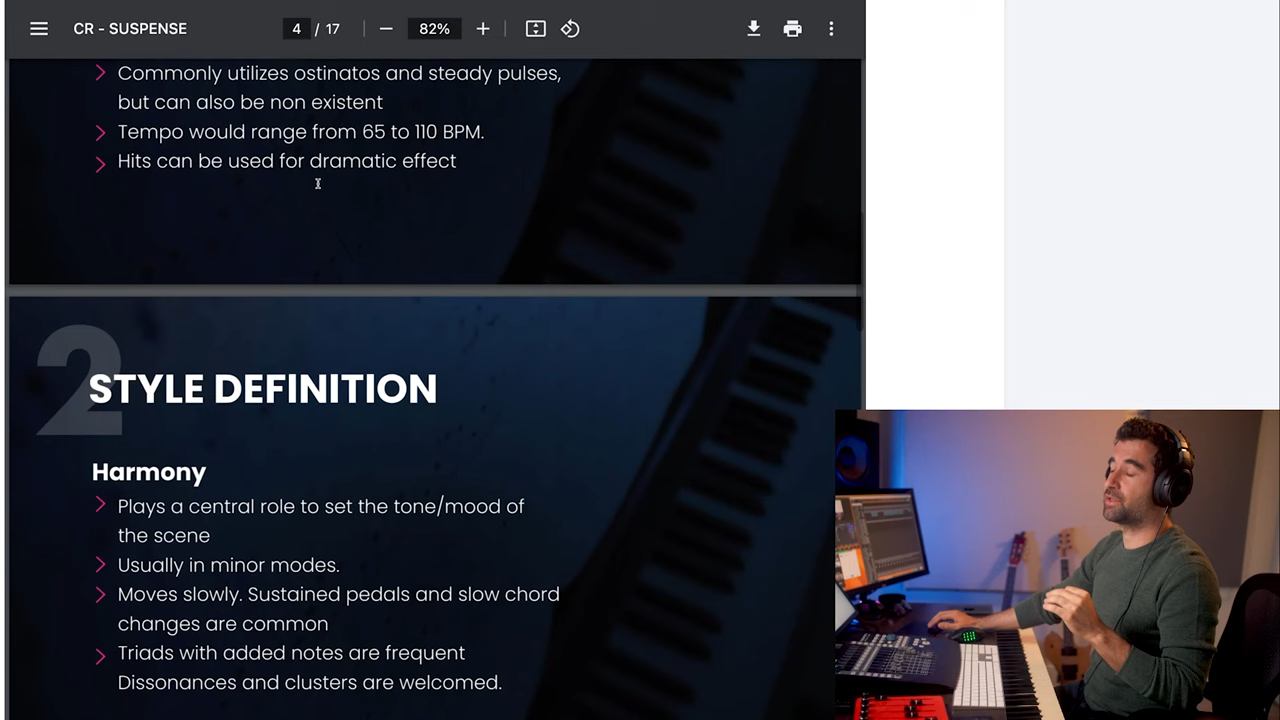 CR - SUSPENSE
4 / 17
82%
Commonly utilizes ostinatos and steady pulses,
but can also be non existent
Tempo would range from 65 to 110 BPM.
Hits can be used for dramatic effect
2
STYLE DEFINITION
Harmony
Plays a central role to set the tone/mood of
the scene
Usually in minor modes.
Moves slowly. Sustained pedals and slow chord
changes are common
Triads with added notes are frequent
Dissonances and clusters are welcomed.